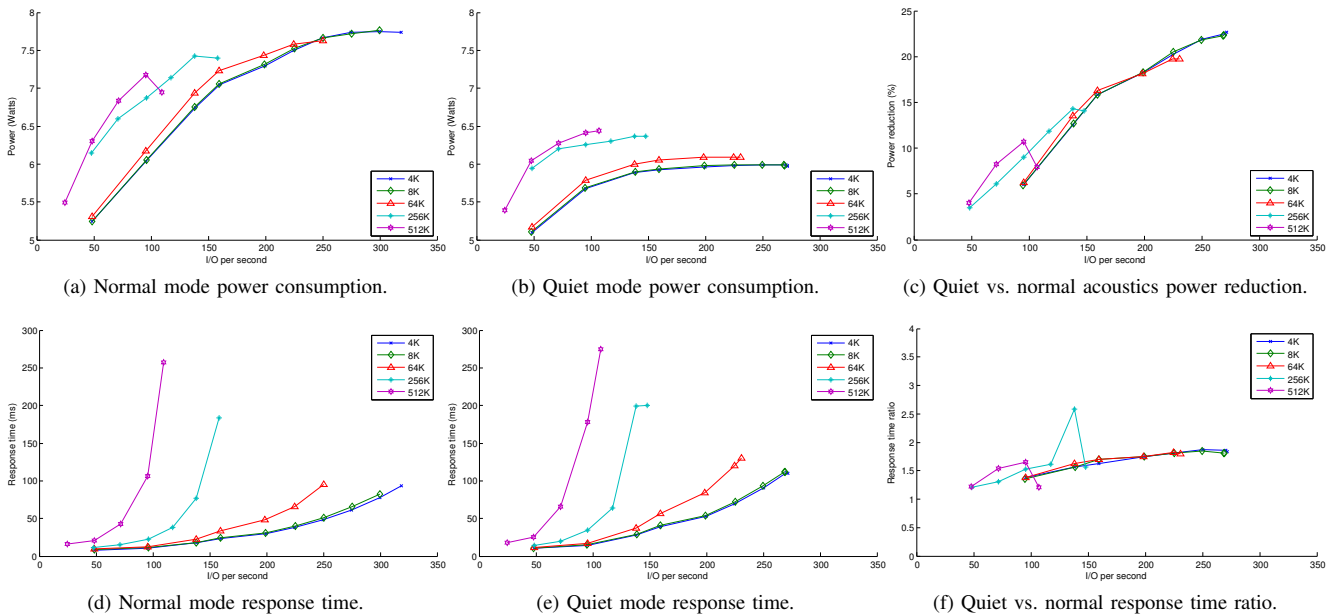 8
7.5
7
6.5
6
5.5
5
Power (Watts)
0 50 100 150 200 250 300 350
I/O per second
4K
8K
64K
256K
512K
(a) Normal mode power consumption.
8
7.5
7
6.5
6
5.5
5
Power (Watts)
0 50 100 150 200 250 300 350
I/O per second
4K
8K
64K
256K
512K
(b) Quiet mode power consumption.
25
20
15
10
5
0
Power reduction (%)
0 50 100 150 200 250 300 350
I/O per second
4K
8K
64K
256K
512K
(c) Quiet vs. normal acoustics power reduction.
300
250
200
150
100
50
0
Response time (ms)
0 50 100 150 200 250 300 350
I/O per second
4K
8K
64K
256K
512K
(d) Normal mode response time.
300
250
200
150
100
50
0
Response time (ms)
0 50 100 150 200 250 300 350
I/O per second
4K
8K
64K
256K
512K
(e) Quiet mode response time.
4
3.5
3
2.5
2
1.5
1
0.5
0
Response time ratio
0 50 100 150 200 250 300 350
I/O per second
4K
8K
64K
256K
512K
(f) Quiet vs. normal response time ratio.